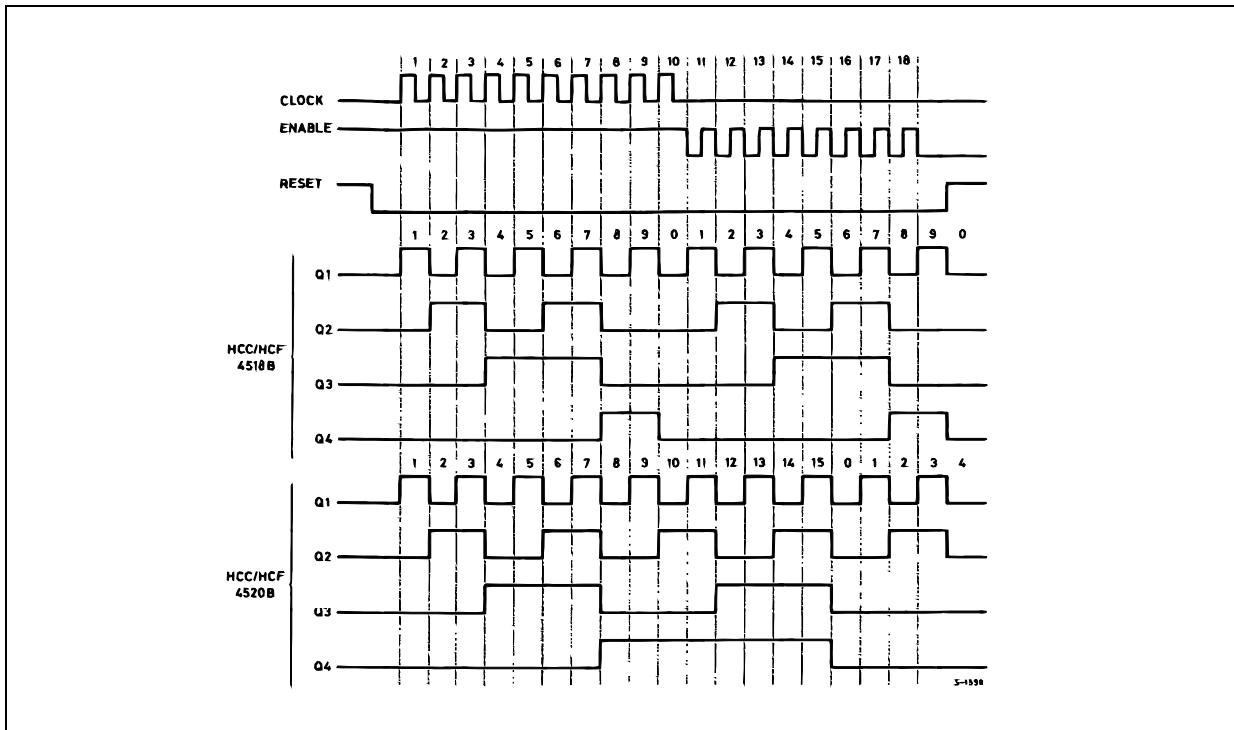 1 2 3 4 5 6 7 8 9 10 11 12 13 14 15 16 17 18
CLOCK
ENABLE
RESET
1 2 3 4 5 6 7 8 9 0 1 2 3 4 5 6 7 8 9 0
Q1
Q2
HCC/HCF
4518B
Q3
Q4
1 2 3 4 5 6 7 8 9 10 11 12 13 14 15 0 1 2 3 4
Q1
Q2
HCC/HCF
4520B
Q3
Q4